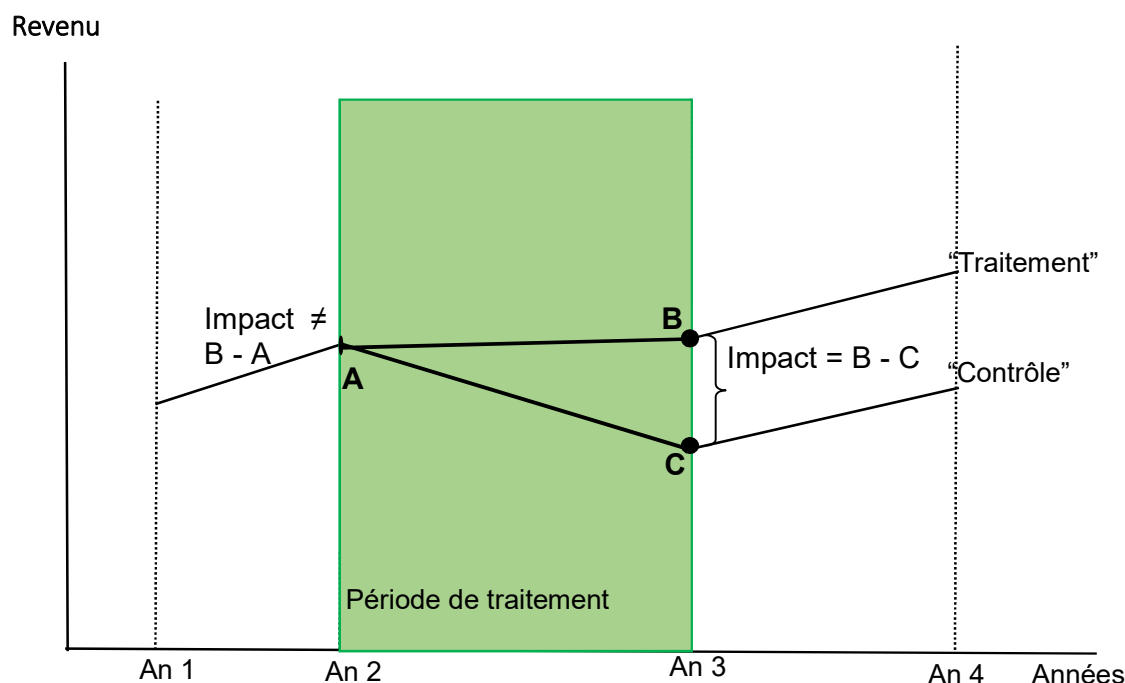 Revenu
“Traitement”
Impact ≠
B - A
B
Impact = B - C
“Contrôle”
A
C
Période de traitement
An 1
An 2
An 3
An 4
Années